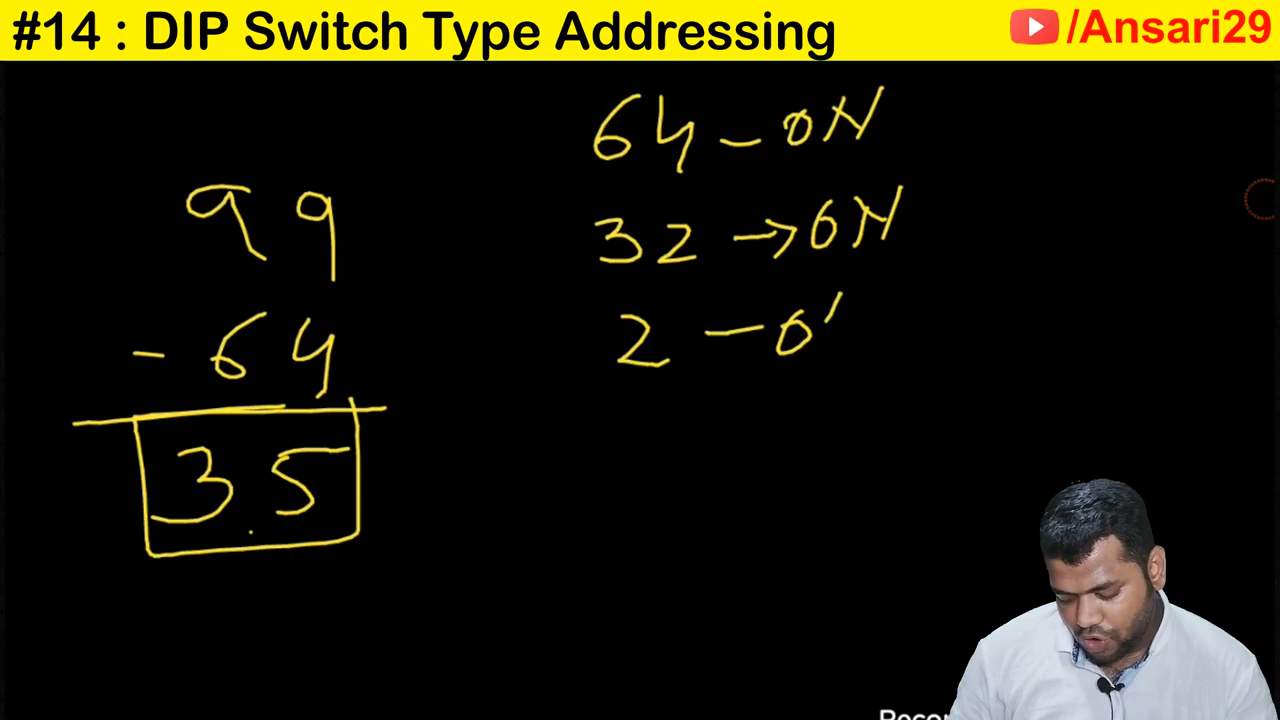 #14 : DIP Switch Type Addressing
/Ansari29
99
- 64
35
64 - ON
32 → ON
2 -